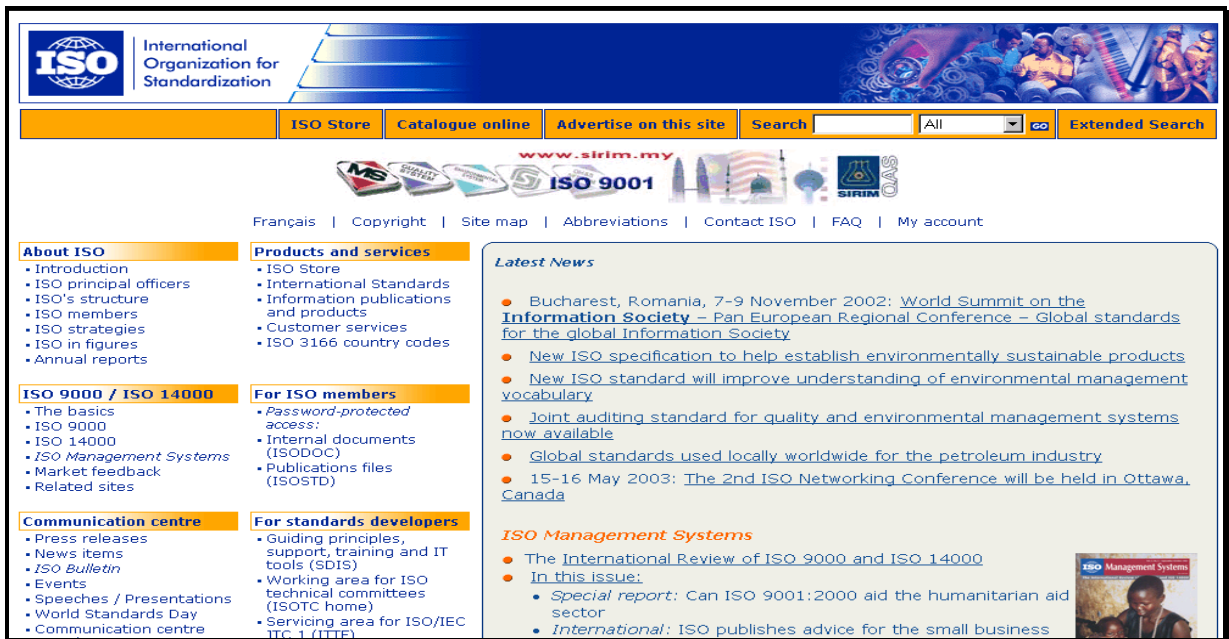 ISO
International
Organization for
Standardization
ISO Store
Catalogue online
Advertise on this site
Search
All
GO
Extended Search
www.sirim.my
MS
QUALITY SYSTEM
ENVIRONMENTAL SYSTEM
ISO 9001
SIRIM
QAS
Français | Copyright | Site map | Abbreviations | Contact ISO | FAQ | My account
About ISO
• Introduction
• ISO principal officers
• ISO's structure
• ISO members
• ISO strategies
• ISO in figures
• Annual reports
Products and services
• ISO Store
• International Standards
• Information publications
and products
• Customer services
• ISO 3166 country codes
ISO 9000 / ISO 14000
• The basics
• ISO 9000
• ISO 14000
• ISO Management Systems
• Market feedback
• Related sites
For ISO members
• Password-protected
access:
• Internal documents
(ISODOC)
• Publications files
(ISOSTD)
Communication centre
• Press releases
• News items
• ISO Bulletin
• Events
• Speeches / Presentations
• World Standards Day
• Communication centre
For standards developers
• Guiding principles,
support, training and IT
tools (SDIS)
• Working area for ISO
technical committees
(ISOTC home)
• Servicing area for ISO/IEC
JTC 1 (ITTF)
Latest News
Bucharest, Romania, 7-9 November 2002: World Summit on the
Information Society – Pan European Regional Conference – Global standards
for the global Information Society
New ISO specification to help establish environmentally sustainable products
New ISO standard will improve understanding of environmental management
vocabulary
Joint auditing standard for quality and environmental management systems
now available
Global standards used locally worldwide for the petroleum industry
15-16 May 2003: The 2nd ISO Networking Conference will be held in Ottawa,
Canada
ISO Management Systems
The International Review of ISO 9000 and ISO 14000
In this issue:
• Special report: Can ISO 9001:2000 aid the humanitarian aid
sector
• International: ISO publishes advice for the small business
ISO Management Systems